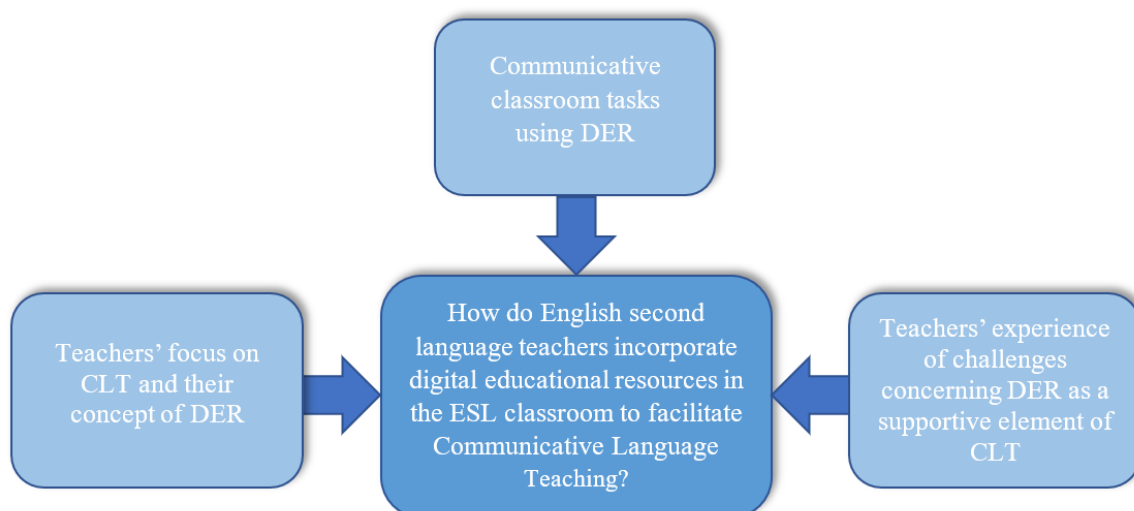 Communicative
classroom tasks
using DER
Teachers’ focus on
CLT and their
concept of DER
How do English second
language teachers incorporate
digital educational resources in
the ESL classroom to facilitate
Communicative Language
Teaching?
Teachers’ experience
of challenges
concerning DER as a
supportive element of
CLT